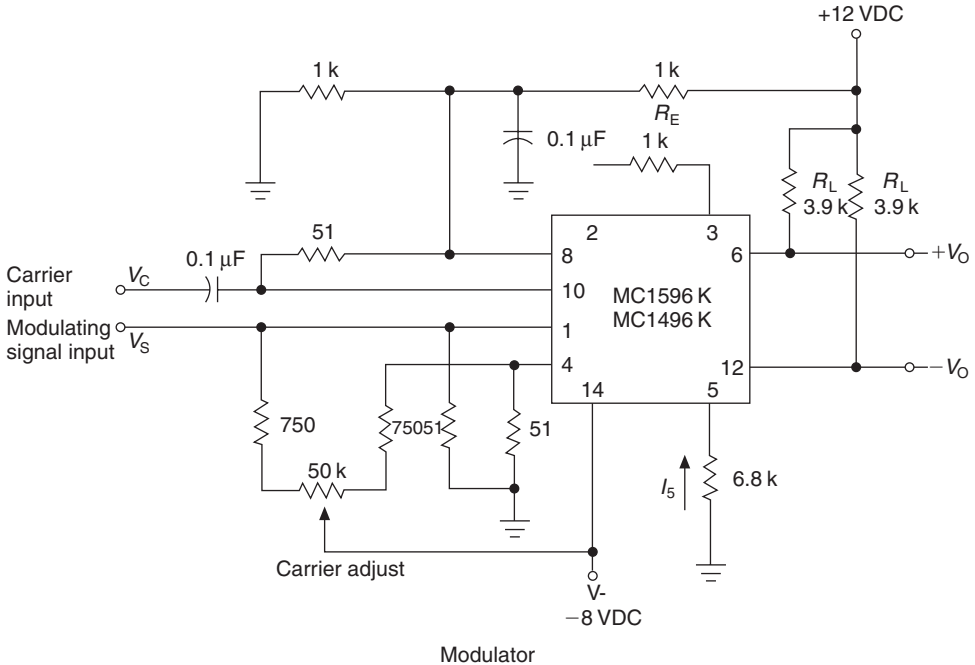 +12 VDC
1 k
1 k
R_E
0.1 μF
1 k
R_L
3.9 k
R_L
3.9 k
51
2
3
8
6
+V_O
0.1 μF
Carrier
input
V_C
10
MC1596 K
MC1496 K
Modulating
signal input
V_S
1
4
12
-V_O
14
5
750
750
51
51
50 k
I_5
6.8 k
Carrier adjust
V-
−8 VDC
Modulator